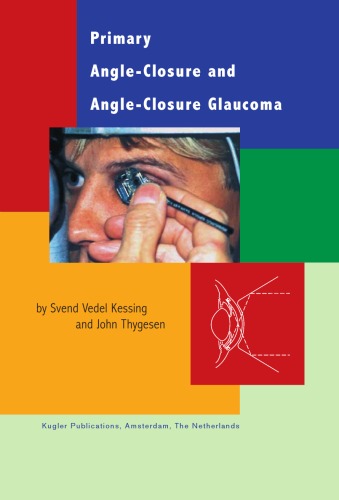 Primary
Angle-Closure and
Angle-Closure Glaucoma
by Svend Vedel Kessing
and John Thygesen
Kugler Publications, Amsterdam, The Netherlands